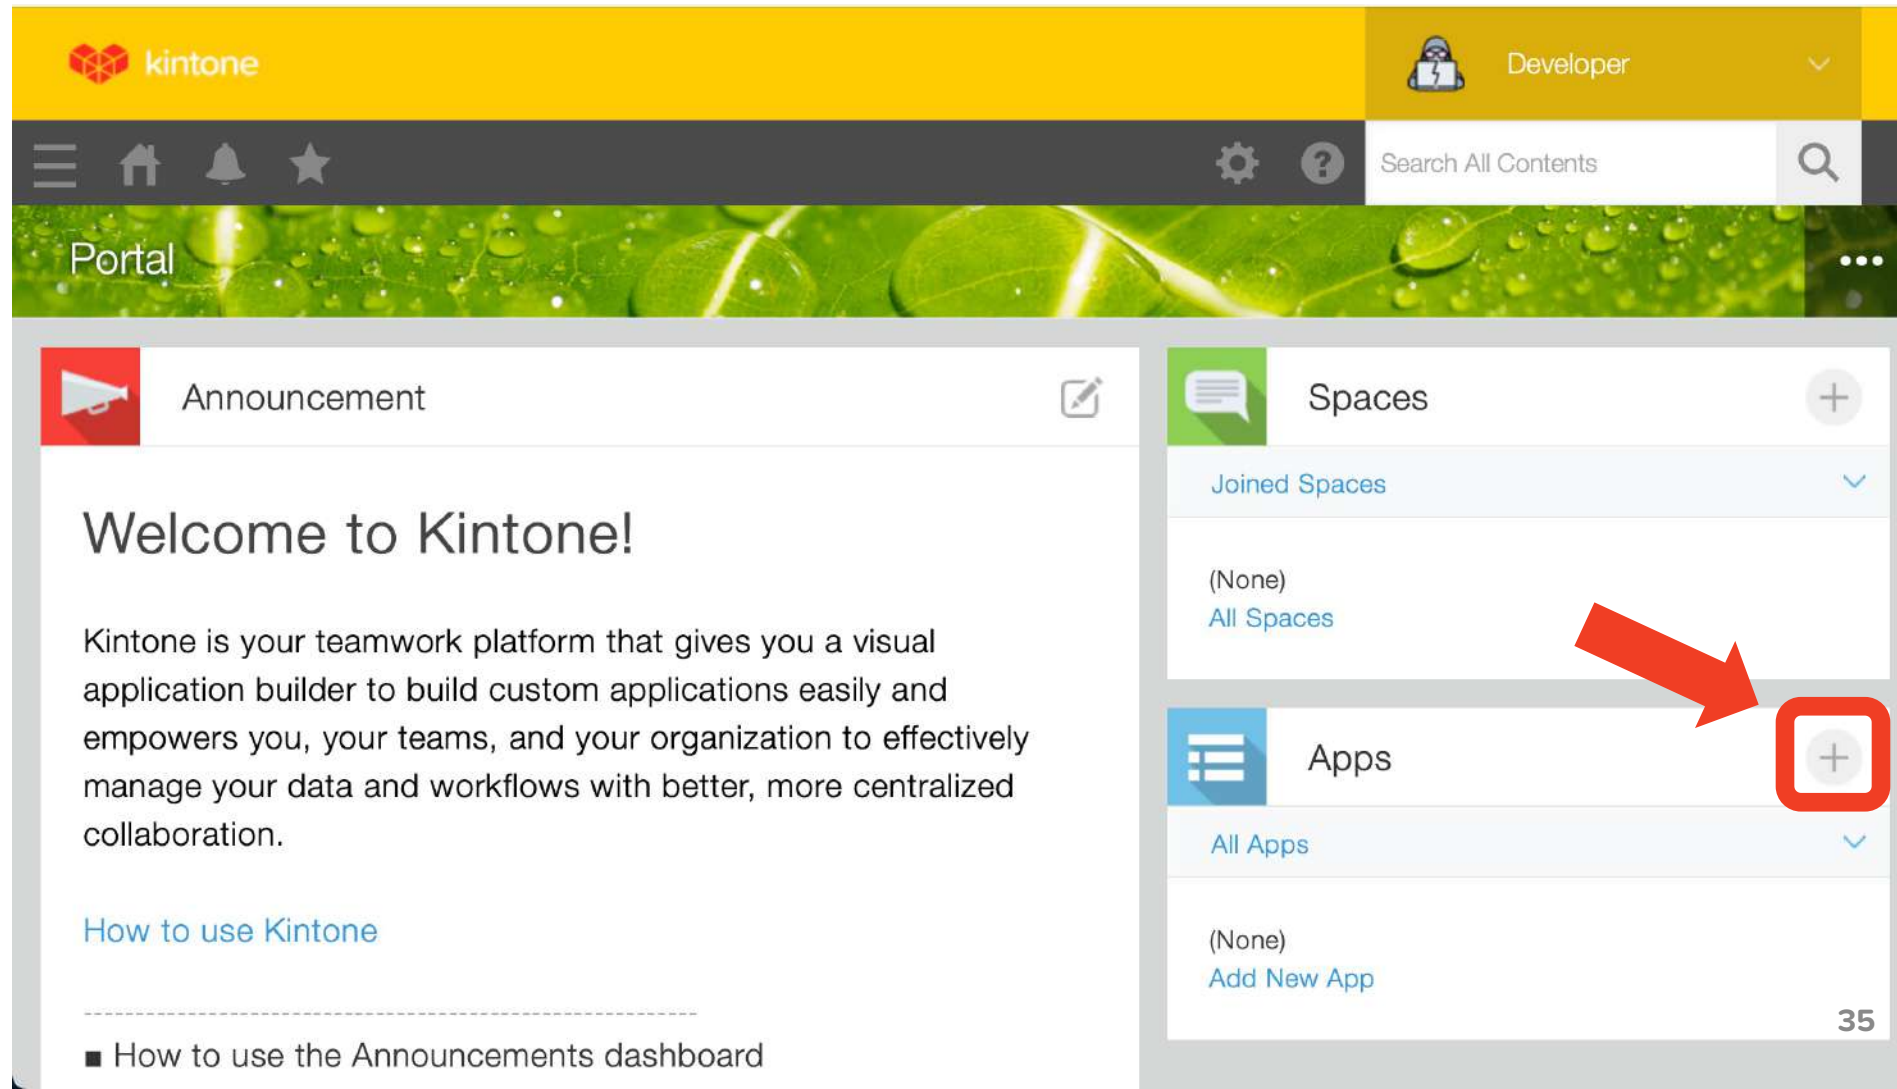 kintone
Developer
Search All Contents
Portal
Announcement
Welcome to Kintone!
Kintone is your teamwork platform that gives you a visual
application builder to build custom applications easily and
empowers you, your teams, and your organization to effectively
manage your data and workflows with better, more centralized
collaboration.
How to use Kintone
------------------------------------------------------------
■ How to use the Announcements dashboard
Spaces
Joined Spaces
(None)
All Spaces
Apps
All Apps
(None)
Add New App
35